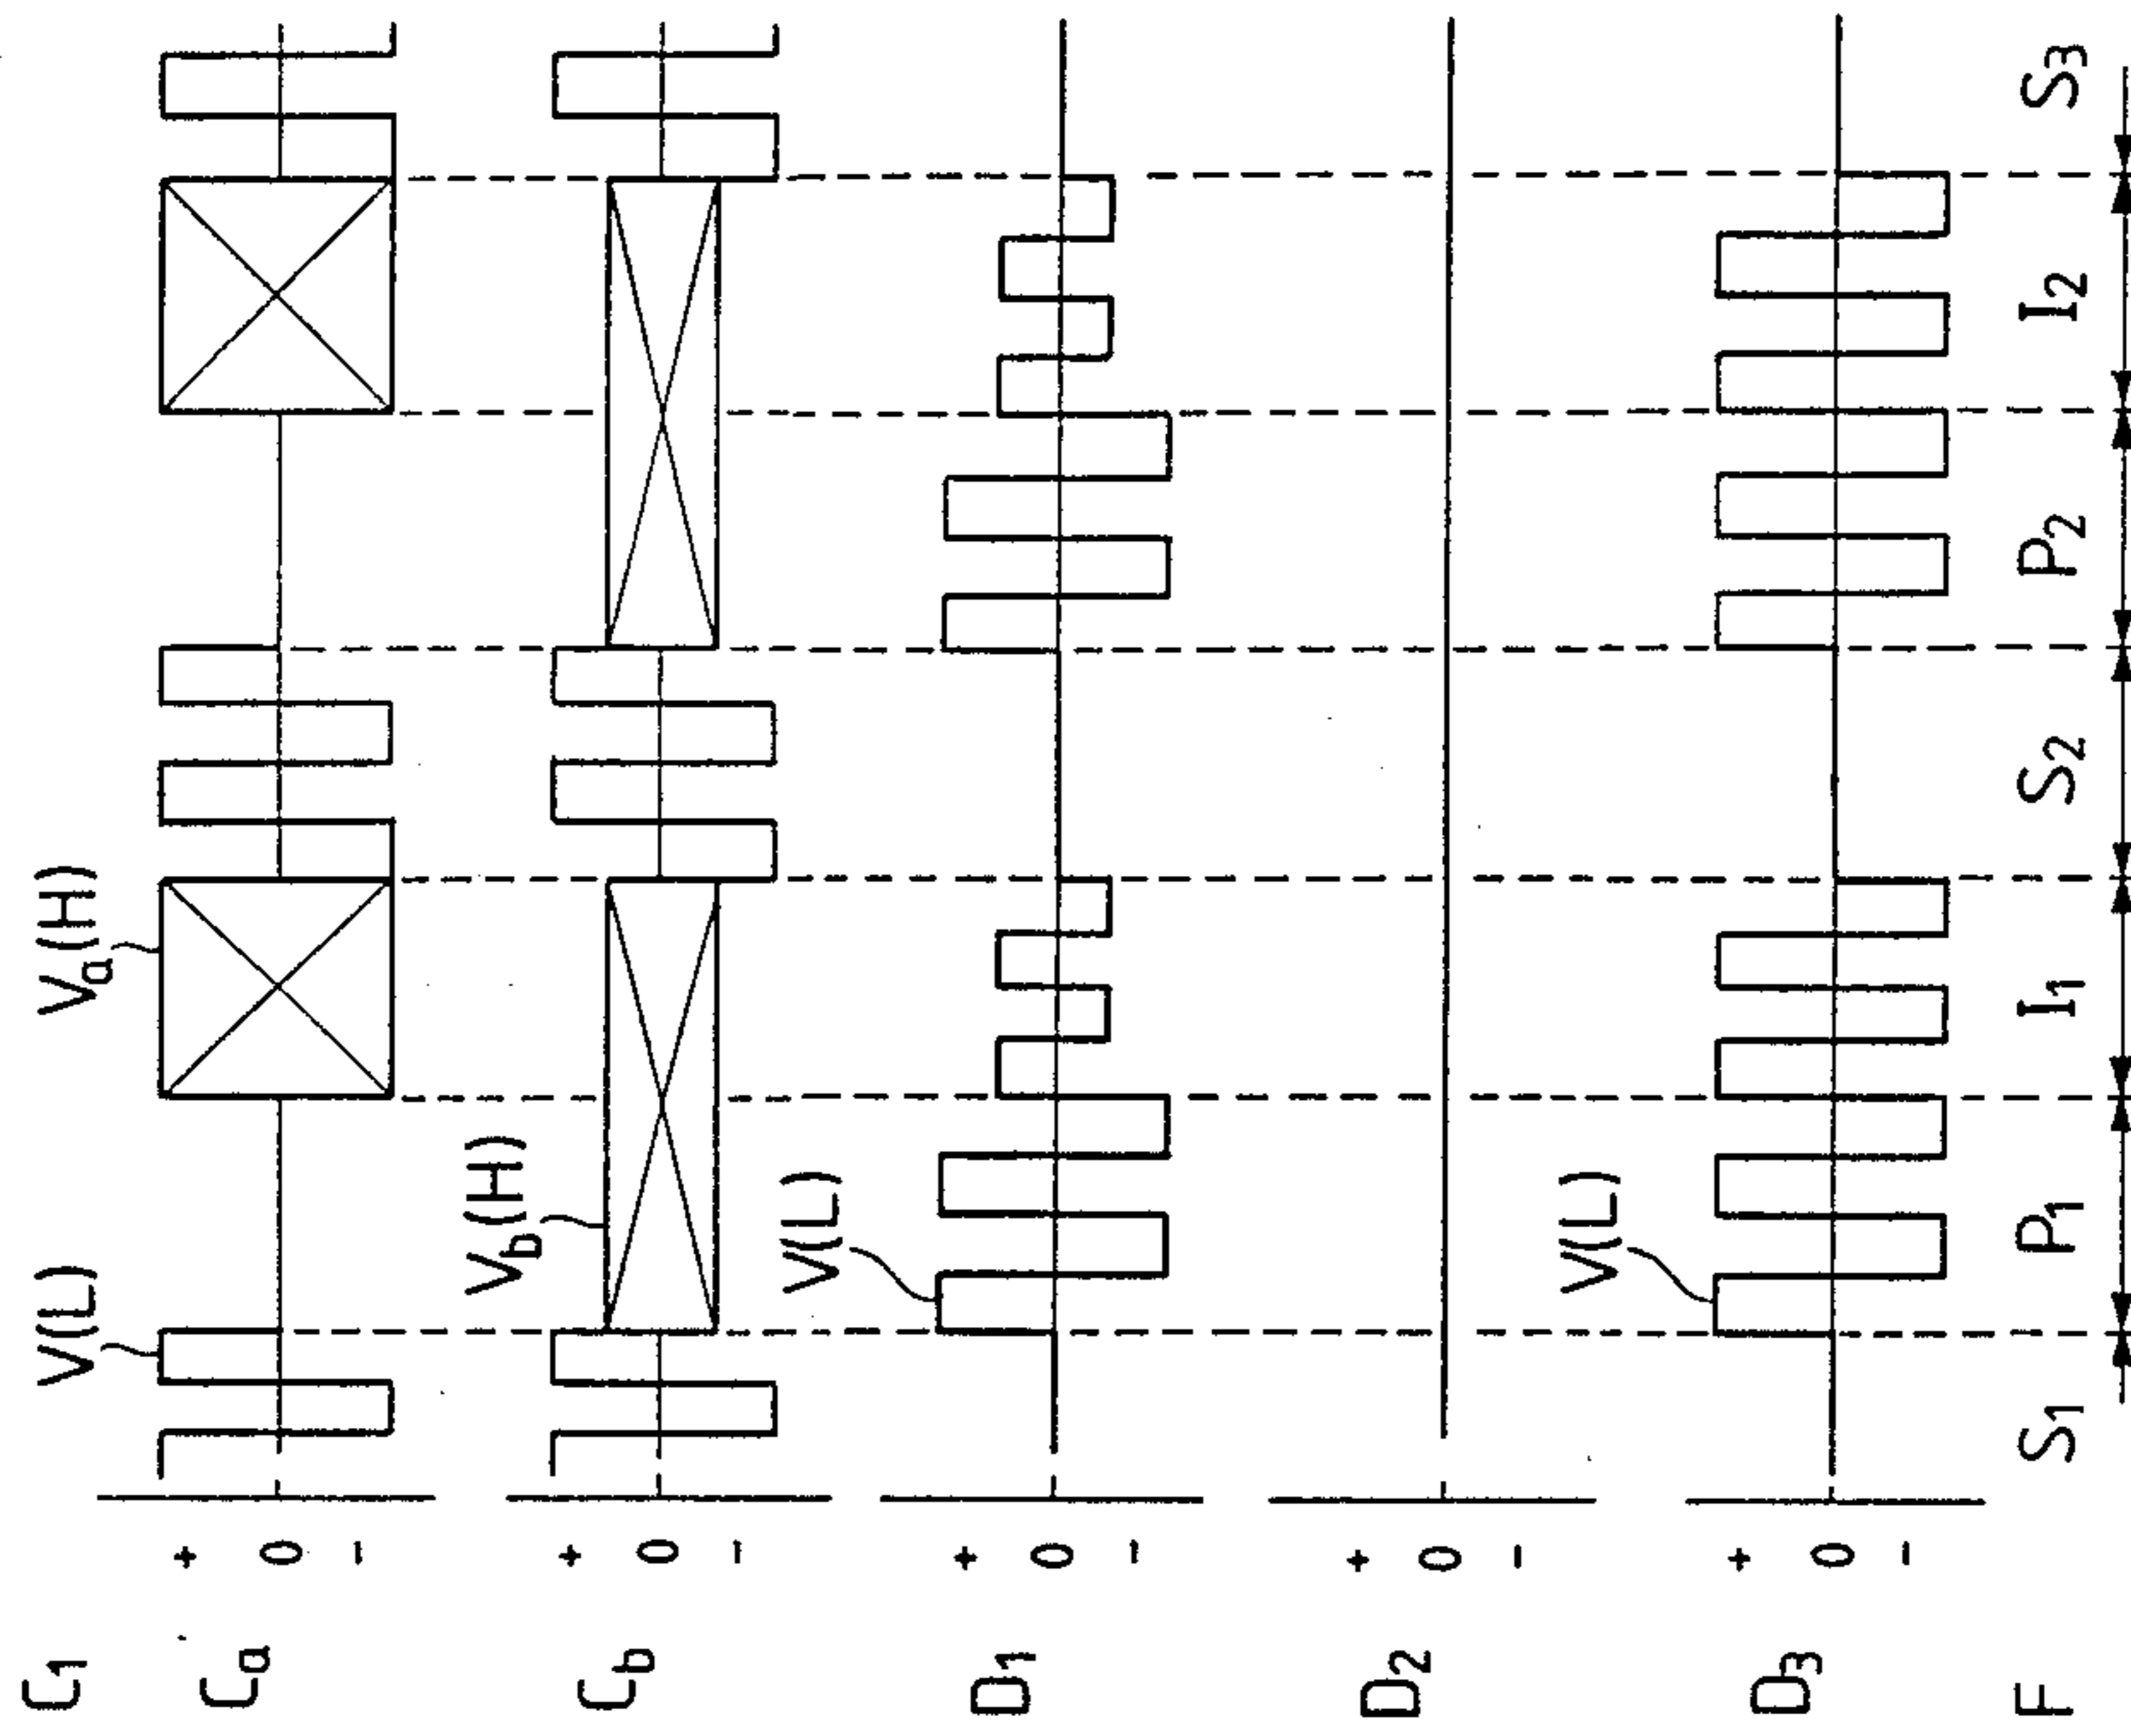 C1
V(L)
Va(H)
Ca
+
0
-
Vb(H)
Cb
+
0
-
V(L)
D1
+
0
-
D2
+
0
-
V(L)
D3
+
0
-
F S1 P1 I1 S2 P2 I2 S3